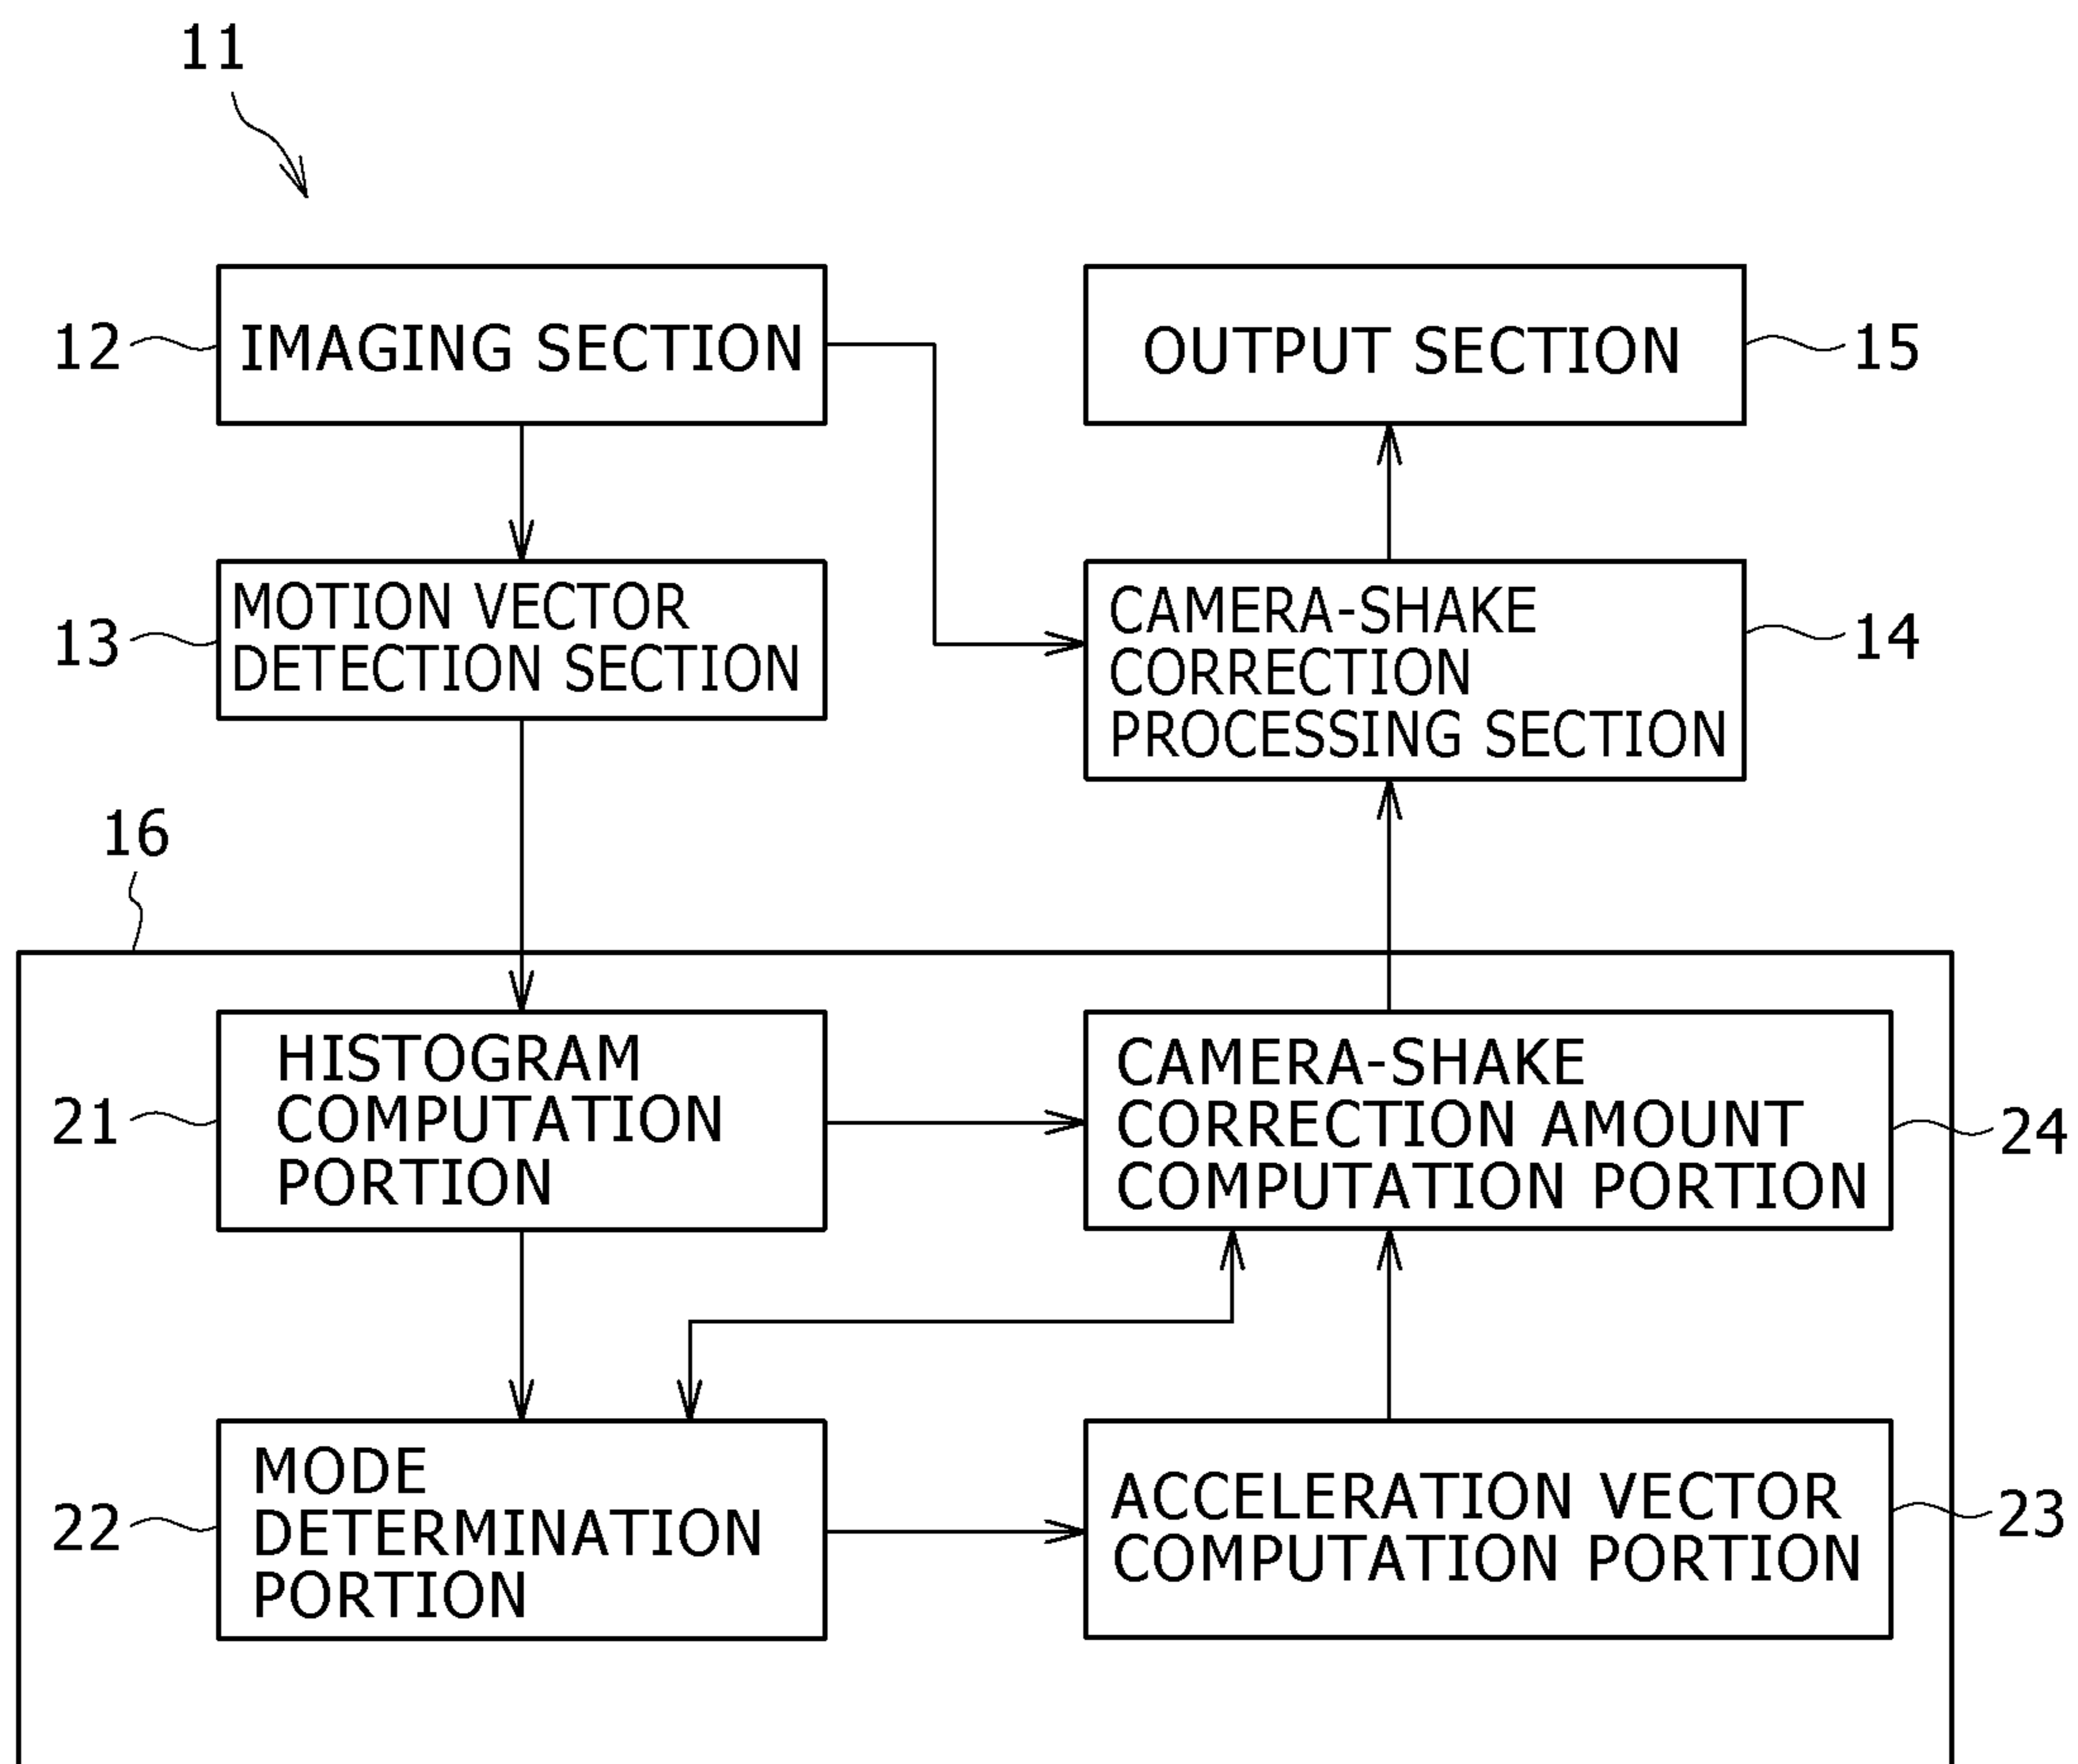 11
12
IMAGING SECTION
OUTPUT SECTION
15
13
MOTION VECTOR
DETECTION SECTION
CAMERA-SHAKE
CORRECTION
PROCESSING SECTION
14
16
21
HISTOGRAM
COMPUTATION
PORTION
CAMERA-SHAKE
CORRECTION AMOUNT
COMPUTATION PORTION
24
22
MODE
DETERMINATION
PORTION
ACCELERATION VECTOR
COMPUTATION PORTION
23